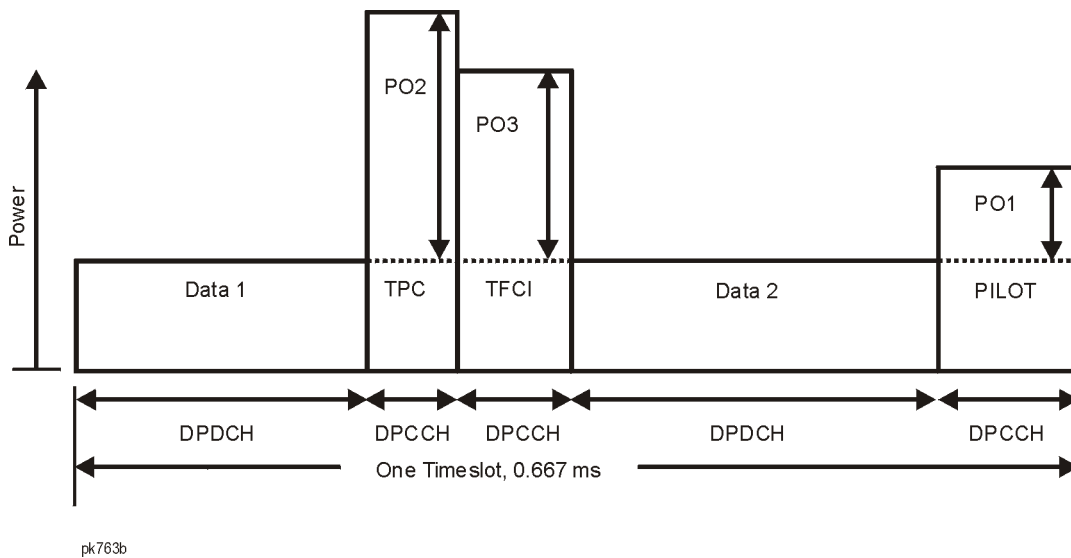 PO2
PO3
PO1
Power
Data 1
TPC
TFCI
Data 2
PILOT
DPDCH
DPCCH
DPCCH
DPDCH
DPCCH
One Timeslot, 0.667 ms
pk763b